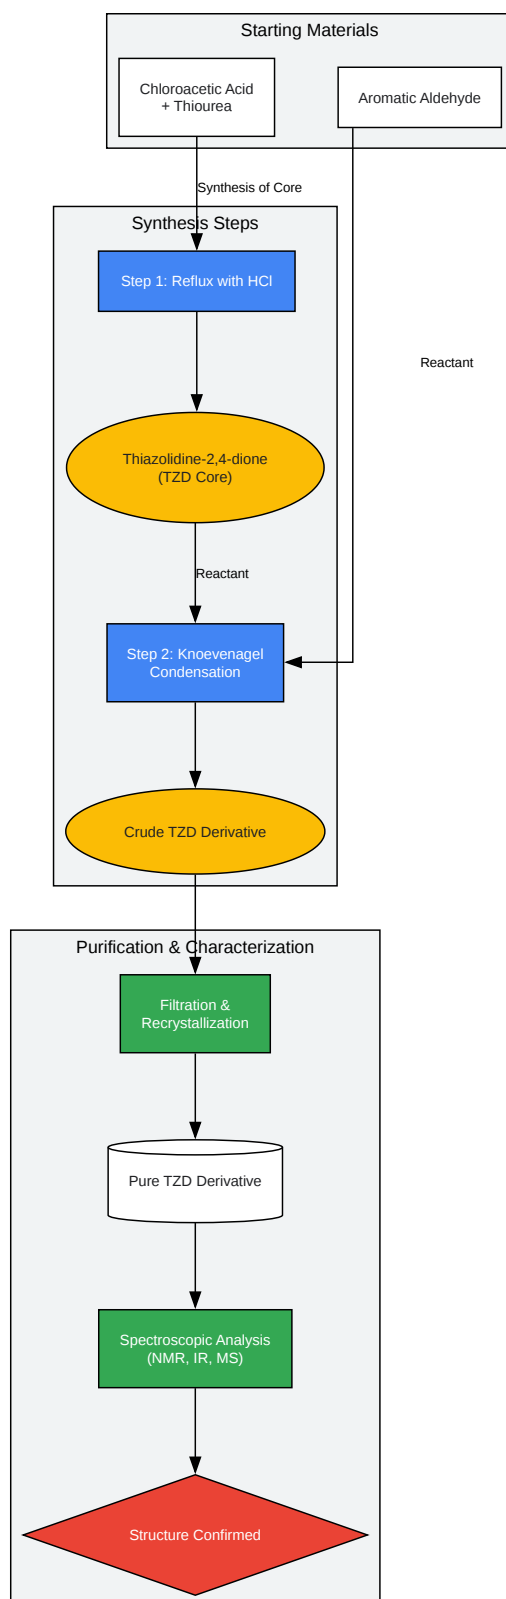 Starting Materials
Chloroacetic Acid
+ Thiourea
Aromatic Aldehyde
Synthesis of Core
Synthesis Steps
Step 1: Reflux with HCl
Reactant
Thiazolidine-2,4-dione
(TZD Core)
Reactant
Step 2: Knoevenagel
Condensation
Crude TZD Derivative
Purification & Characterization
Filtration &
Recrystallization
Pure TZD Derivative
Spectroscopic Analysis
(NMR, IR, MS)
Structure Confirmed